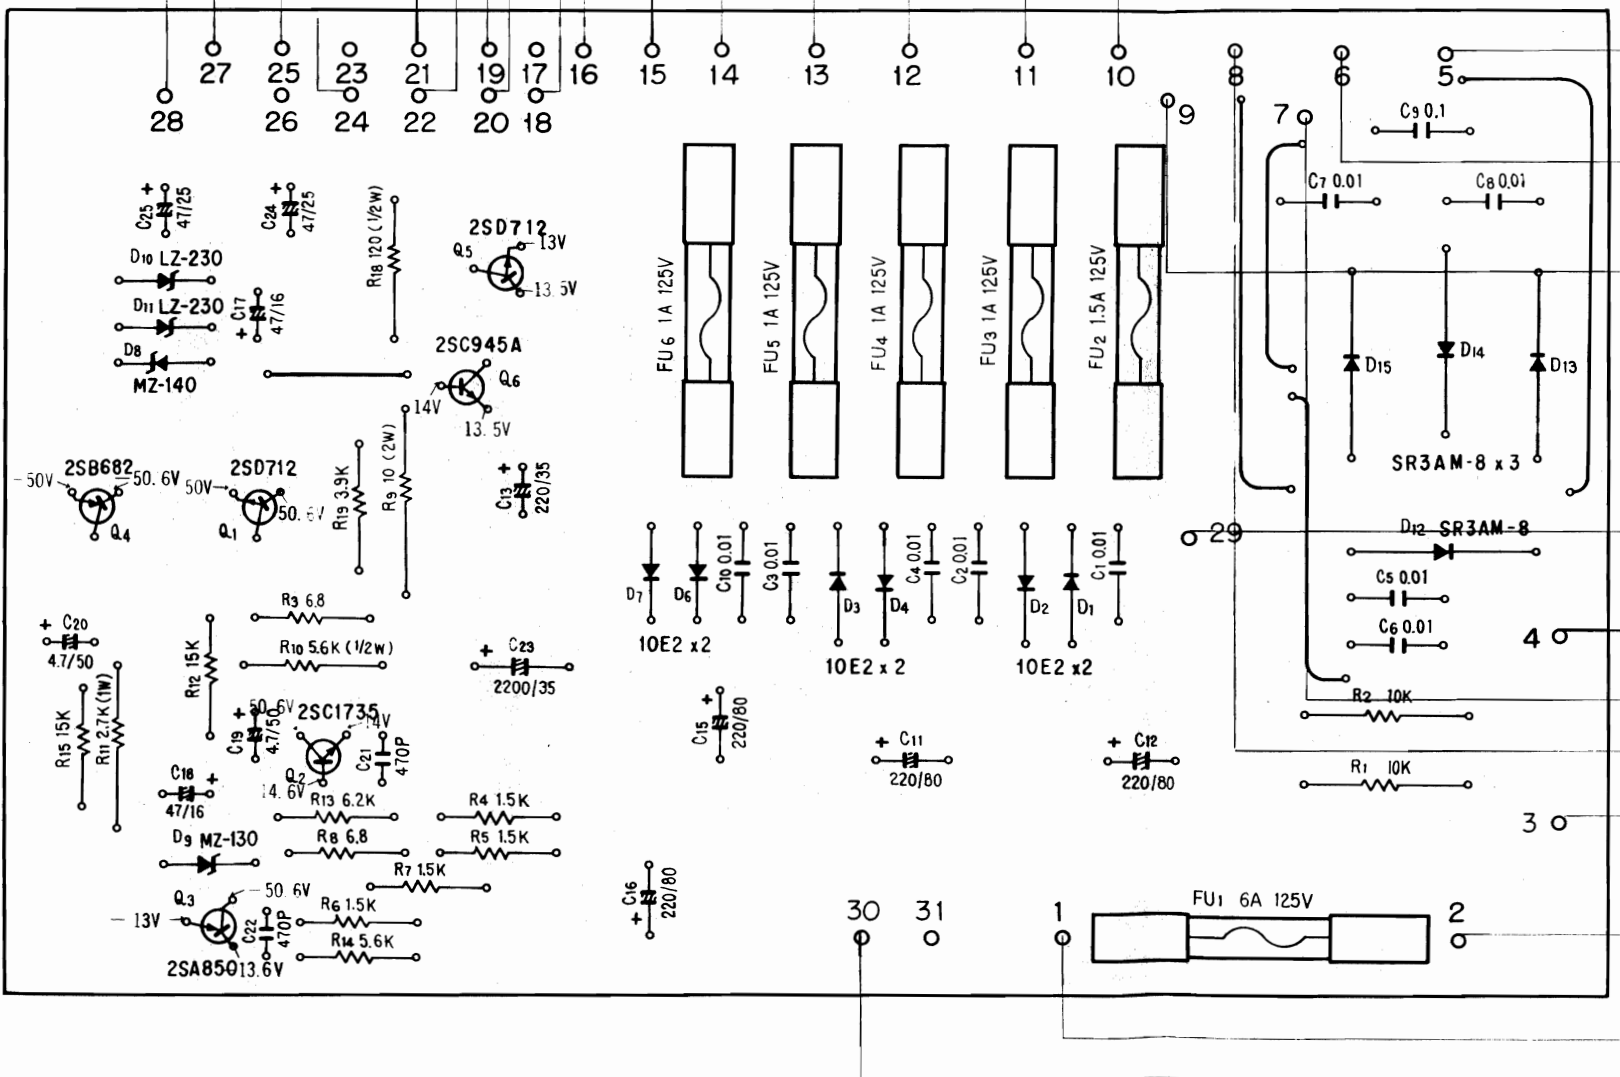 27 25 23 21 19 17 16 15 14 13 12 11 10 8 6 5
28 26 24 22 20 18 9 7
C9 0.1
C7 0.01
C8 0.01
+ C25 47/25
+ C24 47/25
R18 120 (1/2W)
2SD712
Q5
-13V
-13.5V
D10 LZ-230
D11 LZ-230
D8
MZ-140
C17 47/16 +
2SC945A
Q6
14V
13.5V
FU6 1A 125V
FU5 1A 125V
FU4 1A 125V
FU3 1A 125V
FU2 1.5A 125V
D15
D14
D13
SR3AM-8 x 3
2SB682
-50V
-50.6V
Q4
2SD712
50V
50.6V
Q1
R19 3.9K
R9 10 (2W)
+ C13 220/35
29
D12 SR3AM-8
D7
D6
C10 0.01
C3 0.01
D3
D4
C4 0.01
C2 0.01
D2
D1
C1 0.01
10E2 x2
10E2 x 2
10E2 x2
C5 0.01
C6 0.01
4
+ C20
4.7/50
R3 6.8
R10 5.6K (1/2W)
R12 15K
+ C23
2200/35
R15 15K
R11 2.7K (1W)
50.6V
2SC1735
14V
+ C19 4.7/50
Q2
14.6V
C21 470P
+ C15 220/80
+ C11
220/80
+ C12
220/80
R2 10K
R1 10K
C18 +
47/16
R13 6.2K
R4 1.5K
R8 6.8
R5 1.5K
D9 MZ-130
R7 1.5K
3
Q3
-50.6V
-13V
C22 470P
R6 1.5K
R14 5.6K
2SA850
-13.6V
C16 220/80 +
30 31 1
FU1 6A 125V
2